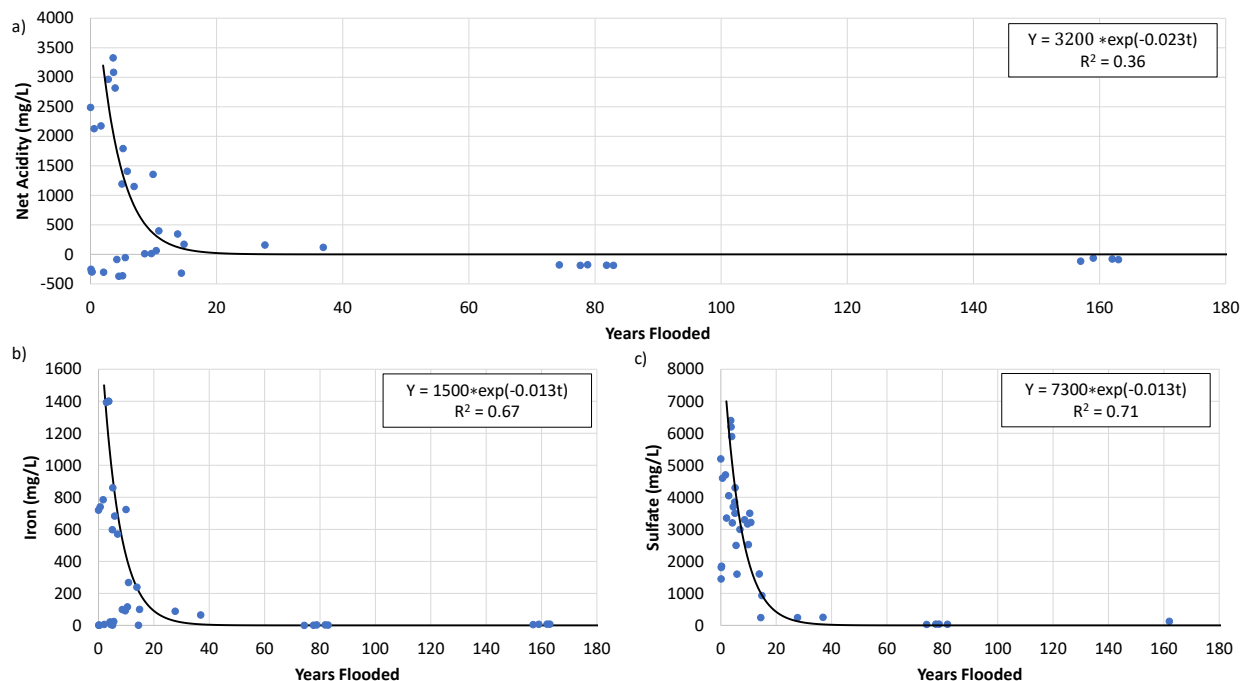 a)
Net Acidity (mg/L)
4000
3500
3000
2500
2000
1500
1000
500
0
-500
Y = 3200 *exp(-0.023t)
R² = 0.36
0 20 40 60 80 100 120 140 160 180
Years Flooded
b)
Iron (mg/L)
1600
1400
1200
1000
800
600
400
200
0
Y = 1500*exp(-0.013t)
R² = 0.67
0 20 40 60 80 100 120 140 160 180
Years Flooded
c)
Sulfate (mg/L)
8000
7000
6000
5000
4000
3000
2000
1000
0
Y = 7300*exp(-0.013t)
R² = 0.71
0 20 40 60 80 100 120 140 160 180
Years Flooded